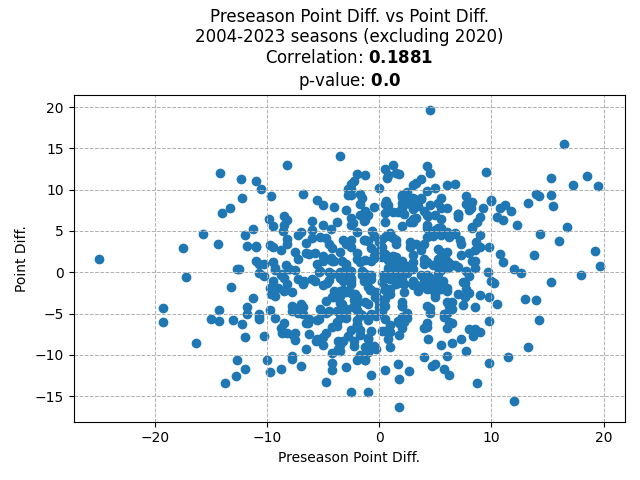 Preseason Point Diff. vs Point Diff.
2004-2023 seasons (excluding 2020)
Correlation: 0.1881
p-value: 0.0
20
15
10
5
0
−5
−10
−15
Point Diff.
−20
−10
0
10
20
Preseason Point Diff.